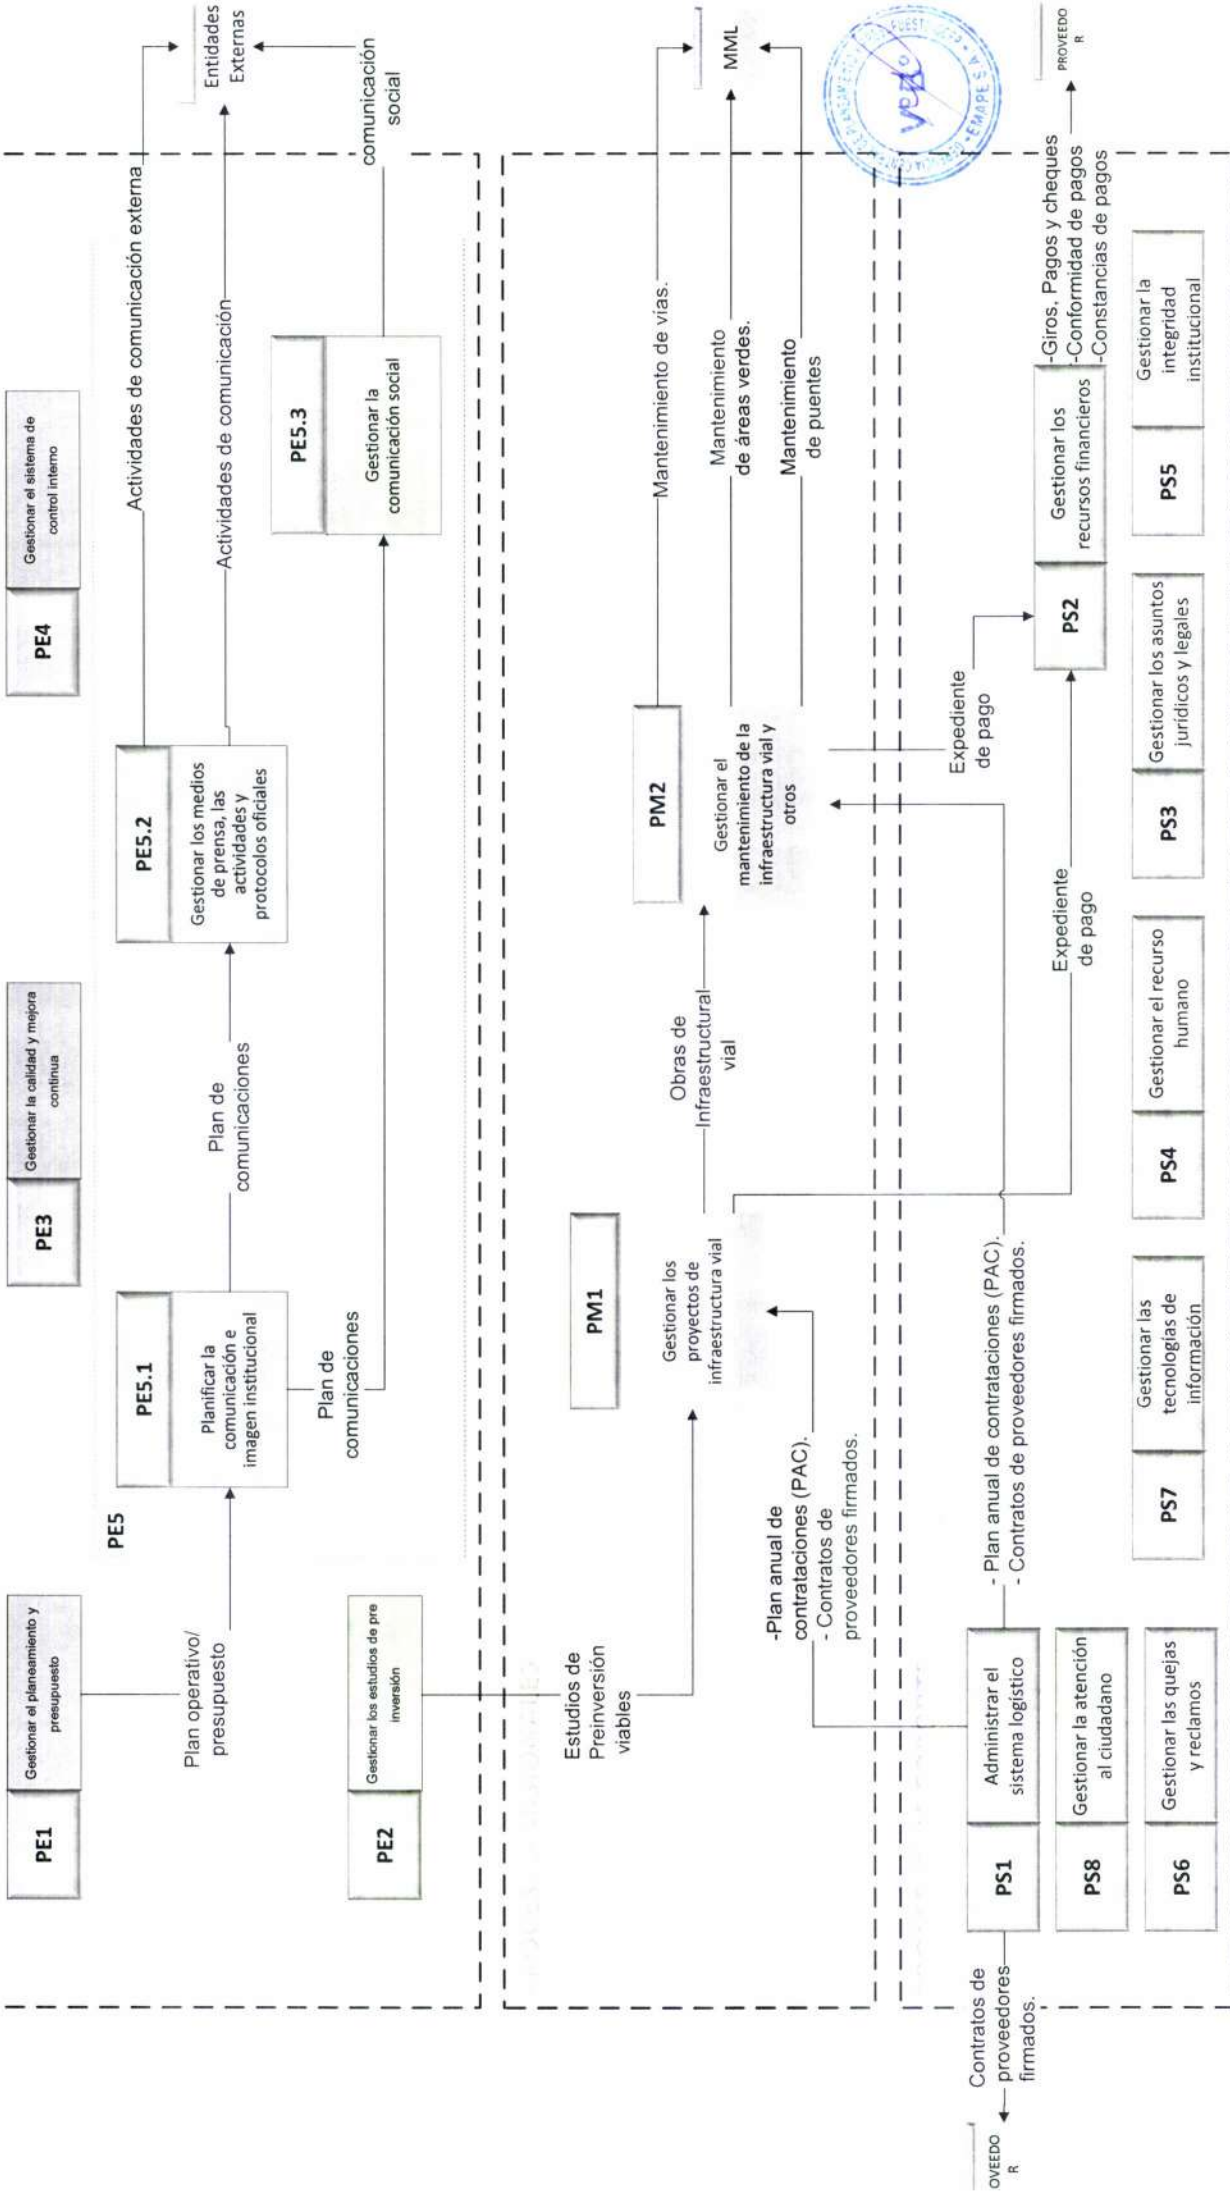 PE1
Gestionar el planeamiento y
presupuesto
PE3
Gestionar la calidad y mejora
continua
PE4
Gestionar el sistema de
control interno
Plan operativo/
presupuesto
PE5
PE5.1
Planificar la
comunicación e
imagen institucional
Plan de
comunicaciones
PE5.2
Gestionar los medios
de prensa, las
actividades y
protocolos oficiales
Actividades de comunicación externa
Actividades de comunicación
Entidades
Externas
Plan de
comunicaciones
PE5.3
Gestionar la
comunicación social
comunicación
social
PE2
Gestionar los estudios de pre
inversión
Estudios de
Preinversión
viables
PM1
Gestionar los
proyectos de
infraestructura vial
Obras de
Infraestructural
vial
PM2
Gestionar el
mantenimiento de la
infraestructura vial y
otros
Mantenimiento de vías.
Mantenimiento
de áreas verdes.
Mantenimiento
de puentes
MML
-Plan anual de
contrataciones (PAC).
- Contratos de
proveedores firmados.
Expediente
de pago
EMAPE S.A.
OVEEDO
R
Contratos de
proveedores
firmados.
PS1
Administrar el
sistema logístico
- Plan anual de contrataciones (PAC).
- Contratos de proveedores firmados.
Expediente
de pago
PS2
Gestionar los
recursos financieros
-Giros, Pagos y cheques
-Conformidad de pagos
-Constancias de pagos
PROVEEDO
R
PS8
Gestionar la atención
al ciudadano
PS6
Gestionar las quejas
y reclamos
PS7
Gestionar las
tecnologías de
información
PS4
Gestionar el recurso
humano
PS3
Gestionar los asuntos
jurídicos y legales
PS5
Gestionar la
integridad
institucional